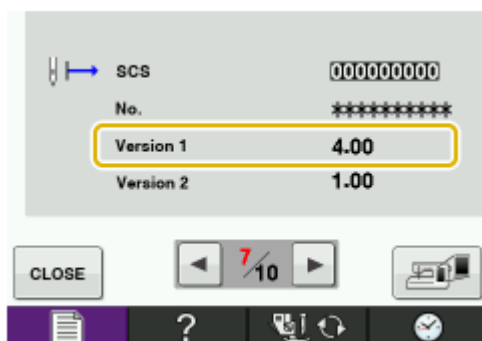 SCS 000000000
No. **********
Version 1 4.00
Version 2 1.00
CLOSE 7/10
?